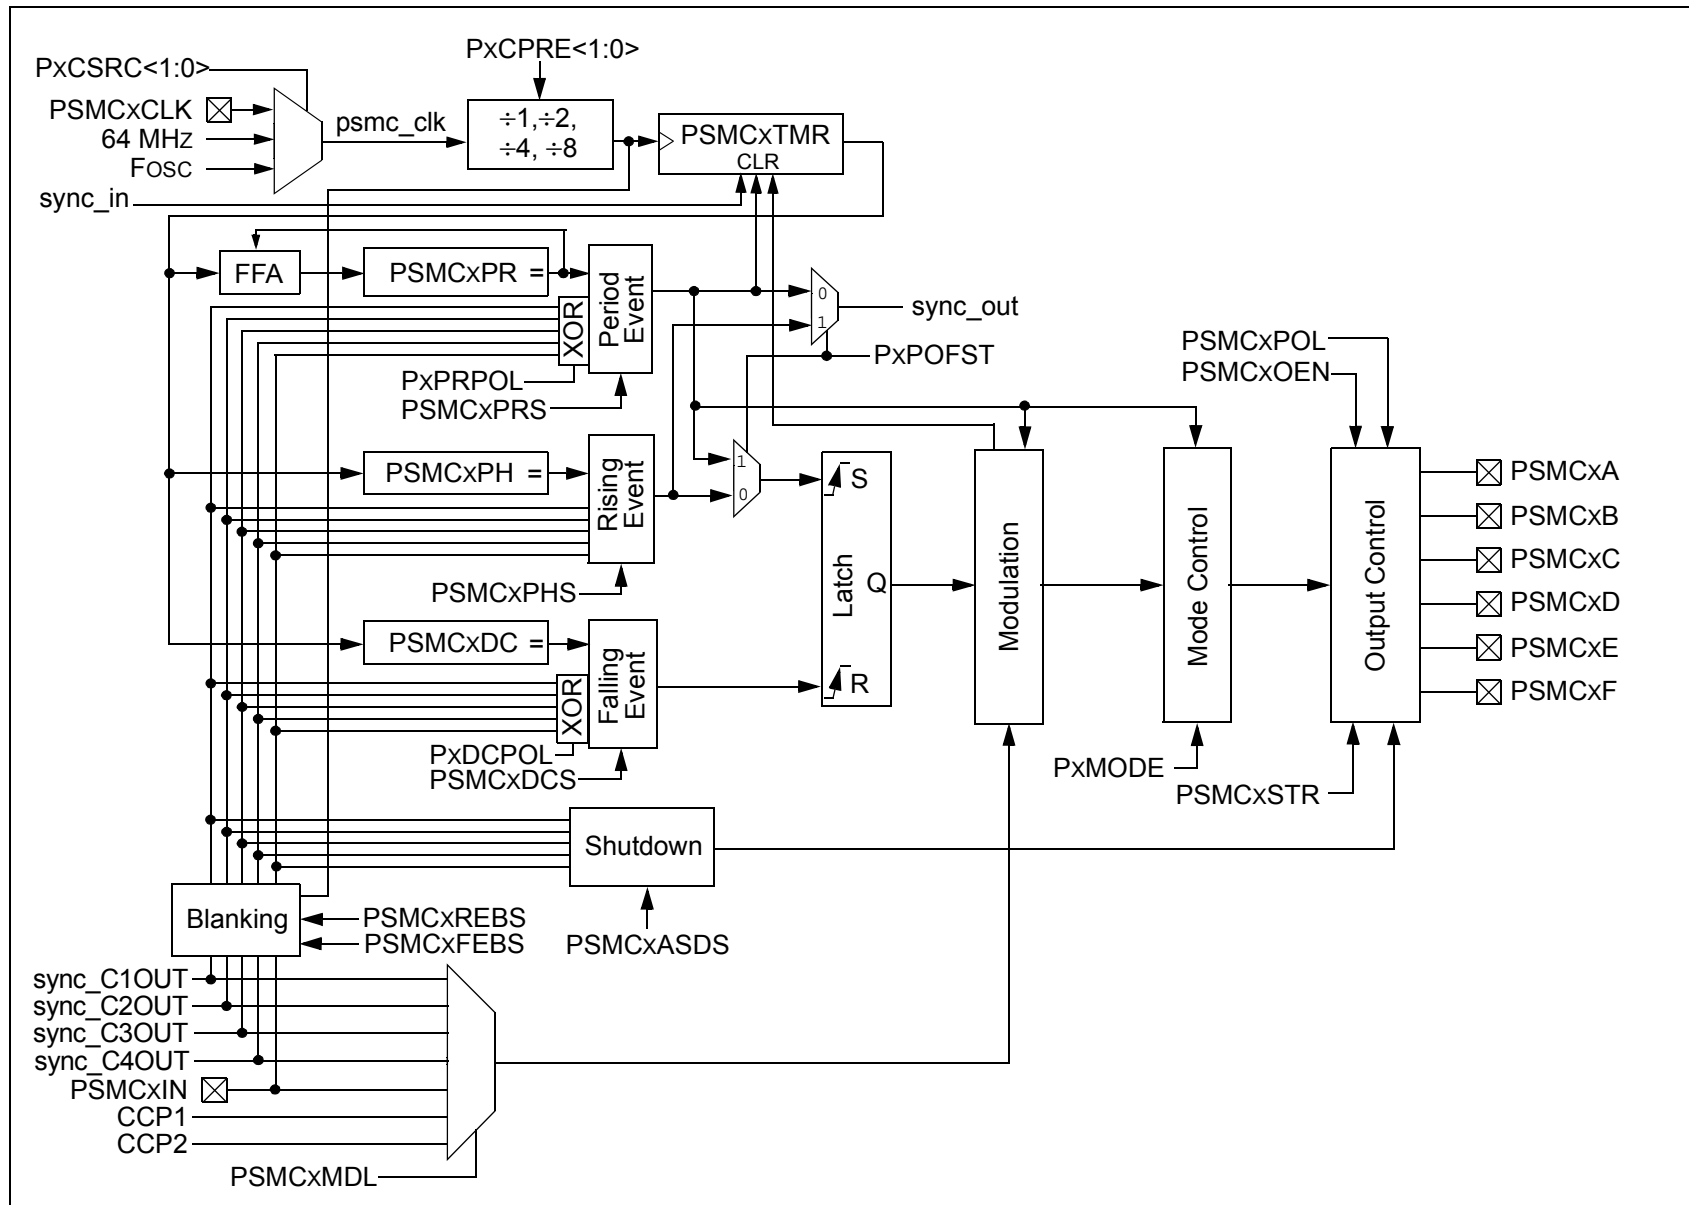 PxCPRE<1:0>
PxCSRC<1:0>
PSMCxCLK
64 MHz
FOSC
sync_in
psmc_clk
÷1,÷2,
÷4, ÷8
PSMCxTMR
CLR
FFA
PSMCxPR =
XOR
Period
Event
PxPRPOL
PSMCxPRS
0
1
sync_out
PxPOFST
PSMCxPH =
Rising
Event
PSMCxPHS
1
0
PSMCxDC =
XOR
Falling
Event
PxDCPOL
PSMCxDCS
S
Latch
Q
R
Modulation
Mode Control
PxMODE
PSMCxPOL
PSMCxOEN
Output Control
PSMCxSTR
PSMCxA
PSMCxB
PSMCxC
PSMCxD
PSMCxE
PSMCxF
Shutdown
PSMCxASDS
Blanking
PSMCxREBS
PSMCxFEBS
sync_C1OUT
sync_C2OUT
sync_C3OUT
sync_C4OUT
PSMCxIN
CCP1
CCP2
PSMCxMDL